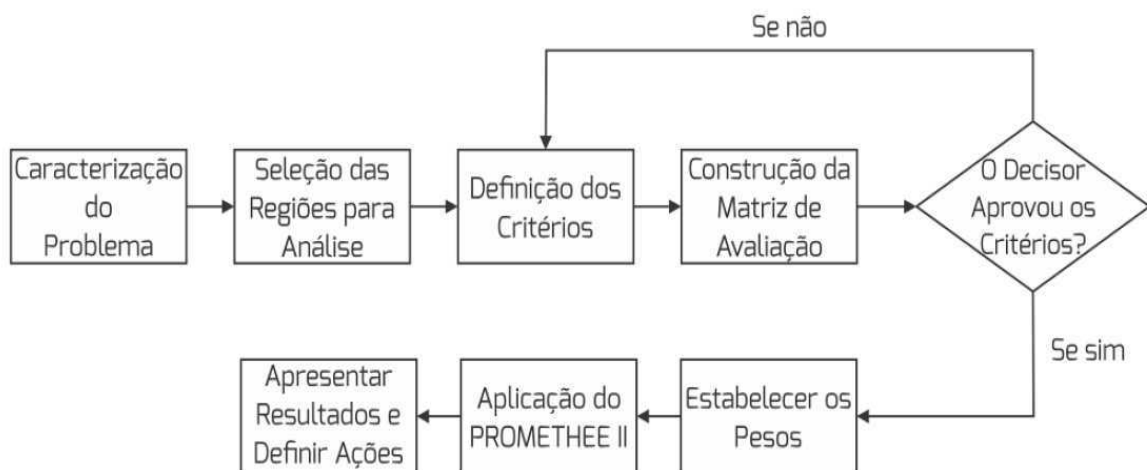 Se não
Caracterização
do
Problema
Seleção das
Regiões para
Análise
Definição dos
Critérios
Construção da
Matriz de
Avaliação
O Decisor
Aprovou os
Critérios?
Se sim
Apresentar
Resultados e
Definir Ações
Aplicação do
PROMETHEE II
Estabelecer os
Pesos